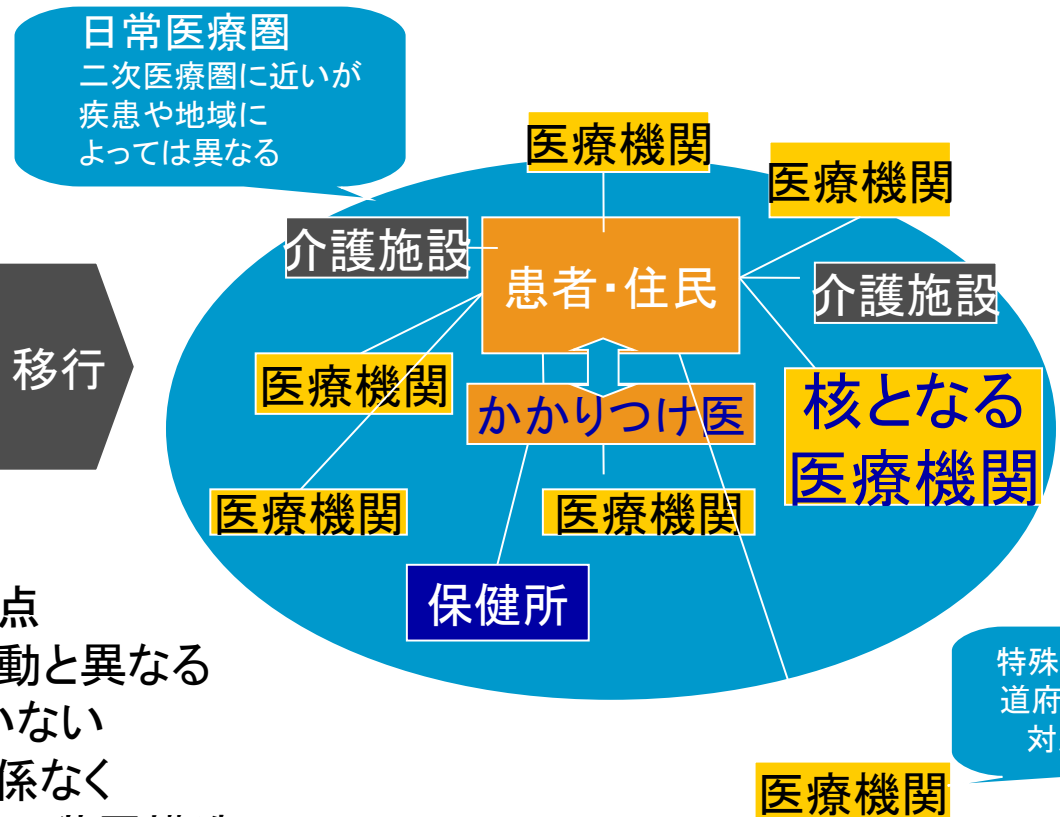 日常医療圏
二次医療圏に近いが
疾患や地域に
よっては異なる
医療機関
医療機関
介護施設
患者・住民
介護施設
移行
医療機関
かかりつけ医
核となる
医療機関
医療機関
医療機関
保健所
点
動と異なる
いない
係なく
特殊
道府
対
医療機関